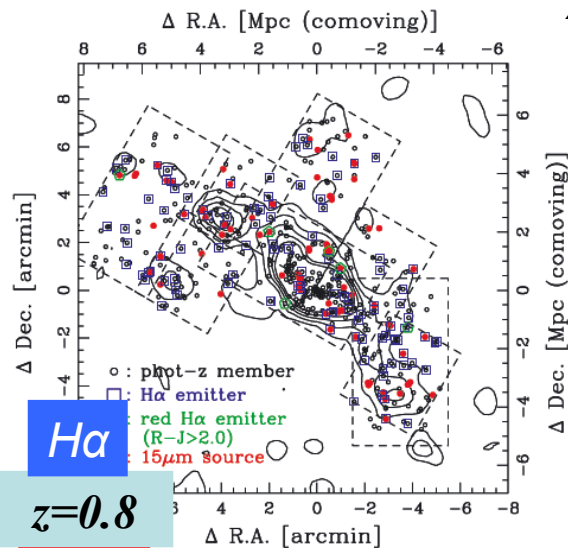 Δ R.A. [Mpc (comoving)]
8 6 4 2 0 −2 −4 −6
Δ Dec. [arcmin]
8
6
4
2
0
−2
−4
6
4
2
0
−2
−4
−6
Δ Dec. [Mpc (comoving)]
: phot-z member
: Hα emitter
: red Hα emitter
(R-J>2.0)
: 15μm source
Hα
z=0.8
6 4 2 0 −2 −4 −6 −8
Δ R.A. [arcmin]